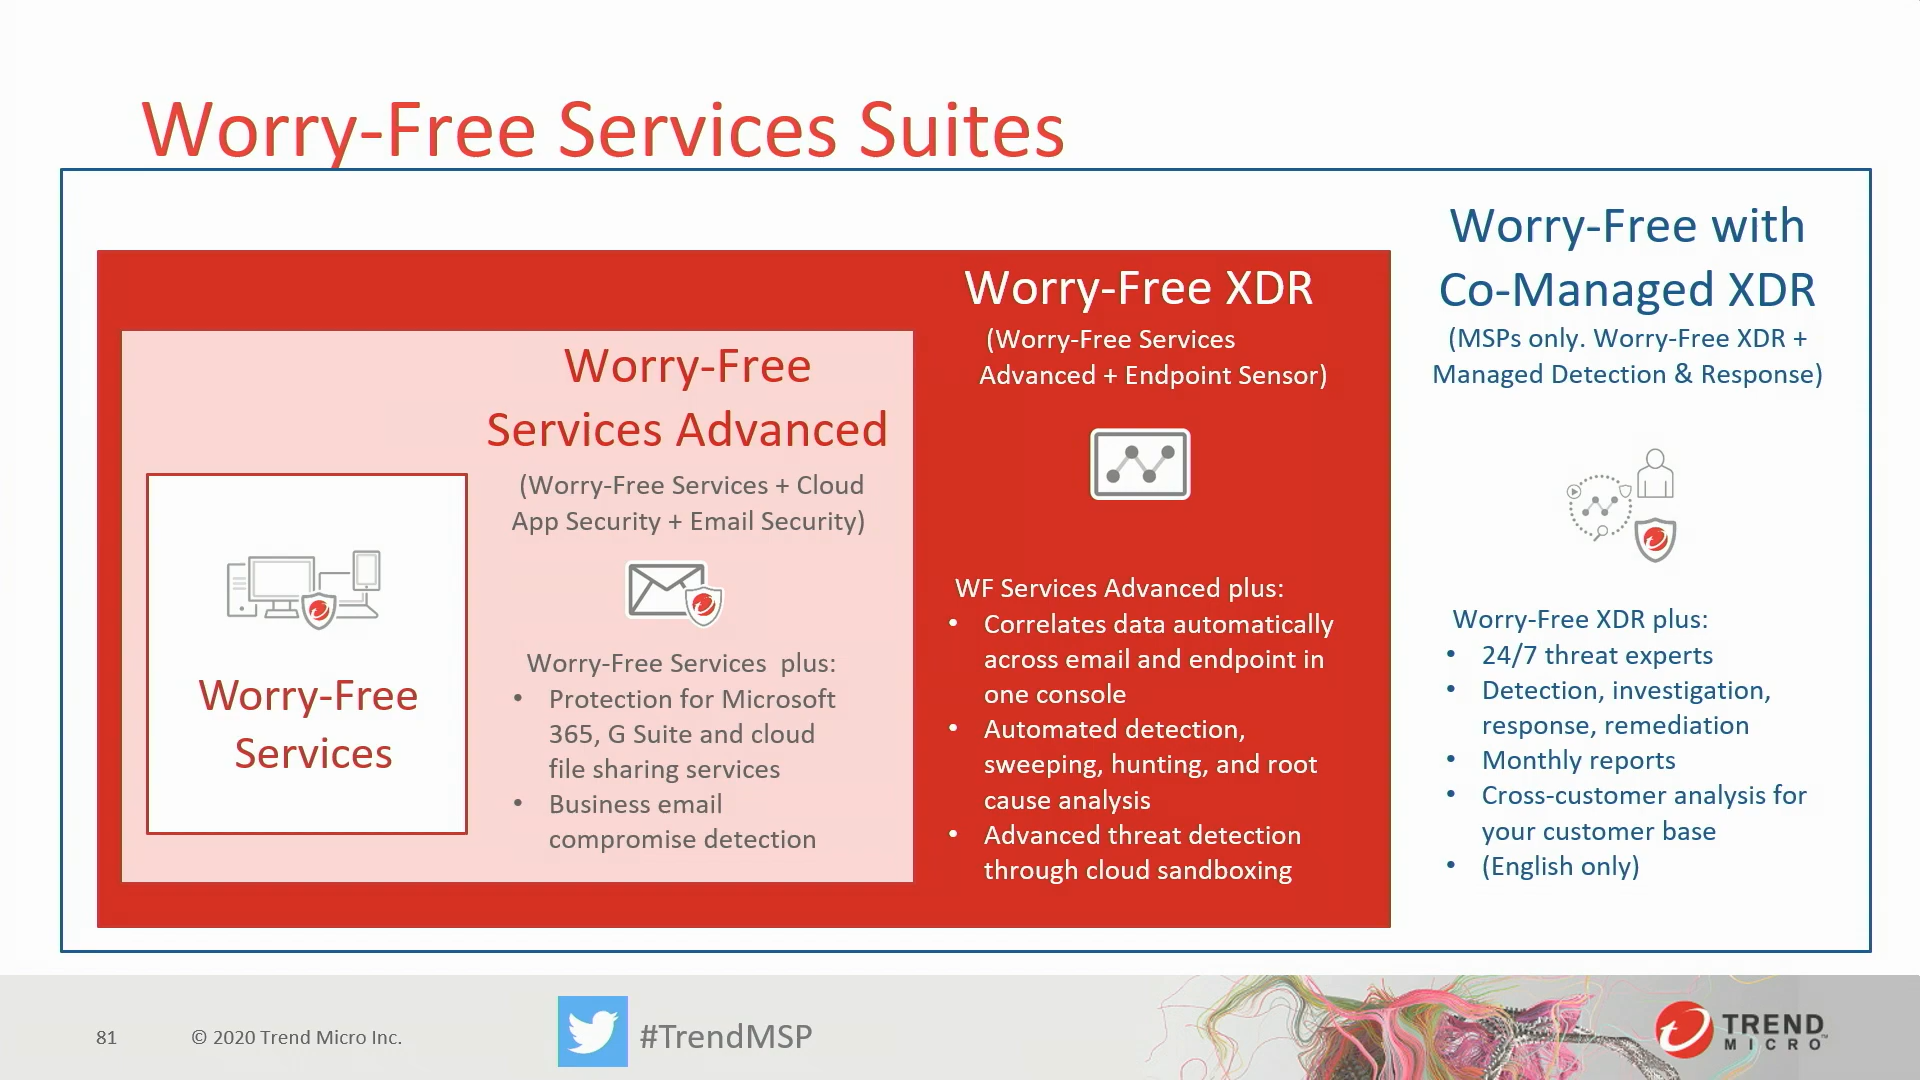 Worry-Free Services Suites
Worry-Free
Services
Worry-Free
Services Advanced
(Worry-Free Services + Cloud
App Security + Email Security)
Worry-Free Services  plus:
• Protection for Microsoft
365, G Suite and cloud
file sharing services
• Business email
compromise detection
Worry-Free XDR
(Worry-Free Services
Advanced + Endpoint Sensor)
WF Services Advanced plus:
• Correlates data automatically
across email and endpoint in
one console
• Automated detection,
sweeping, hunting, and root
cause analysis
• Advanced threat detection
through cloud sandboxing
Worry-Free with
Co-Managed XDR
(MSPs only. Worry-Free XDR +
Managed Detection & Response)
Worry-Free XDR plus:
• 24/7 threat experts
• Detection, investigation,
response, remediation
• Monthly reports
• Cross-customer analysis for
your customer base
• (English only)
81
© 2020 Trend Micro Inc.
#TrendMSP
TREND
MICRO™